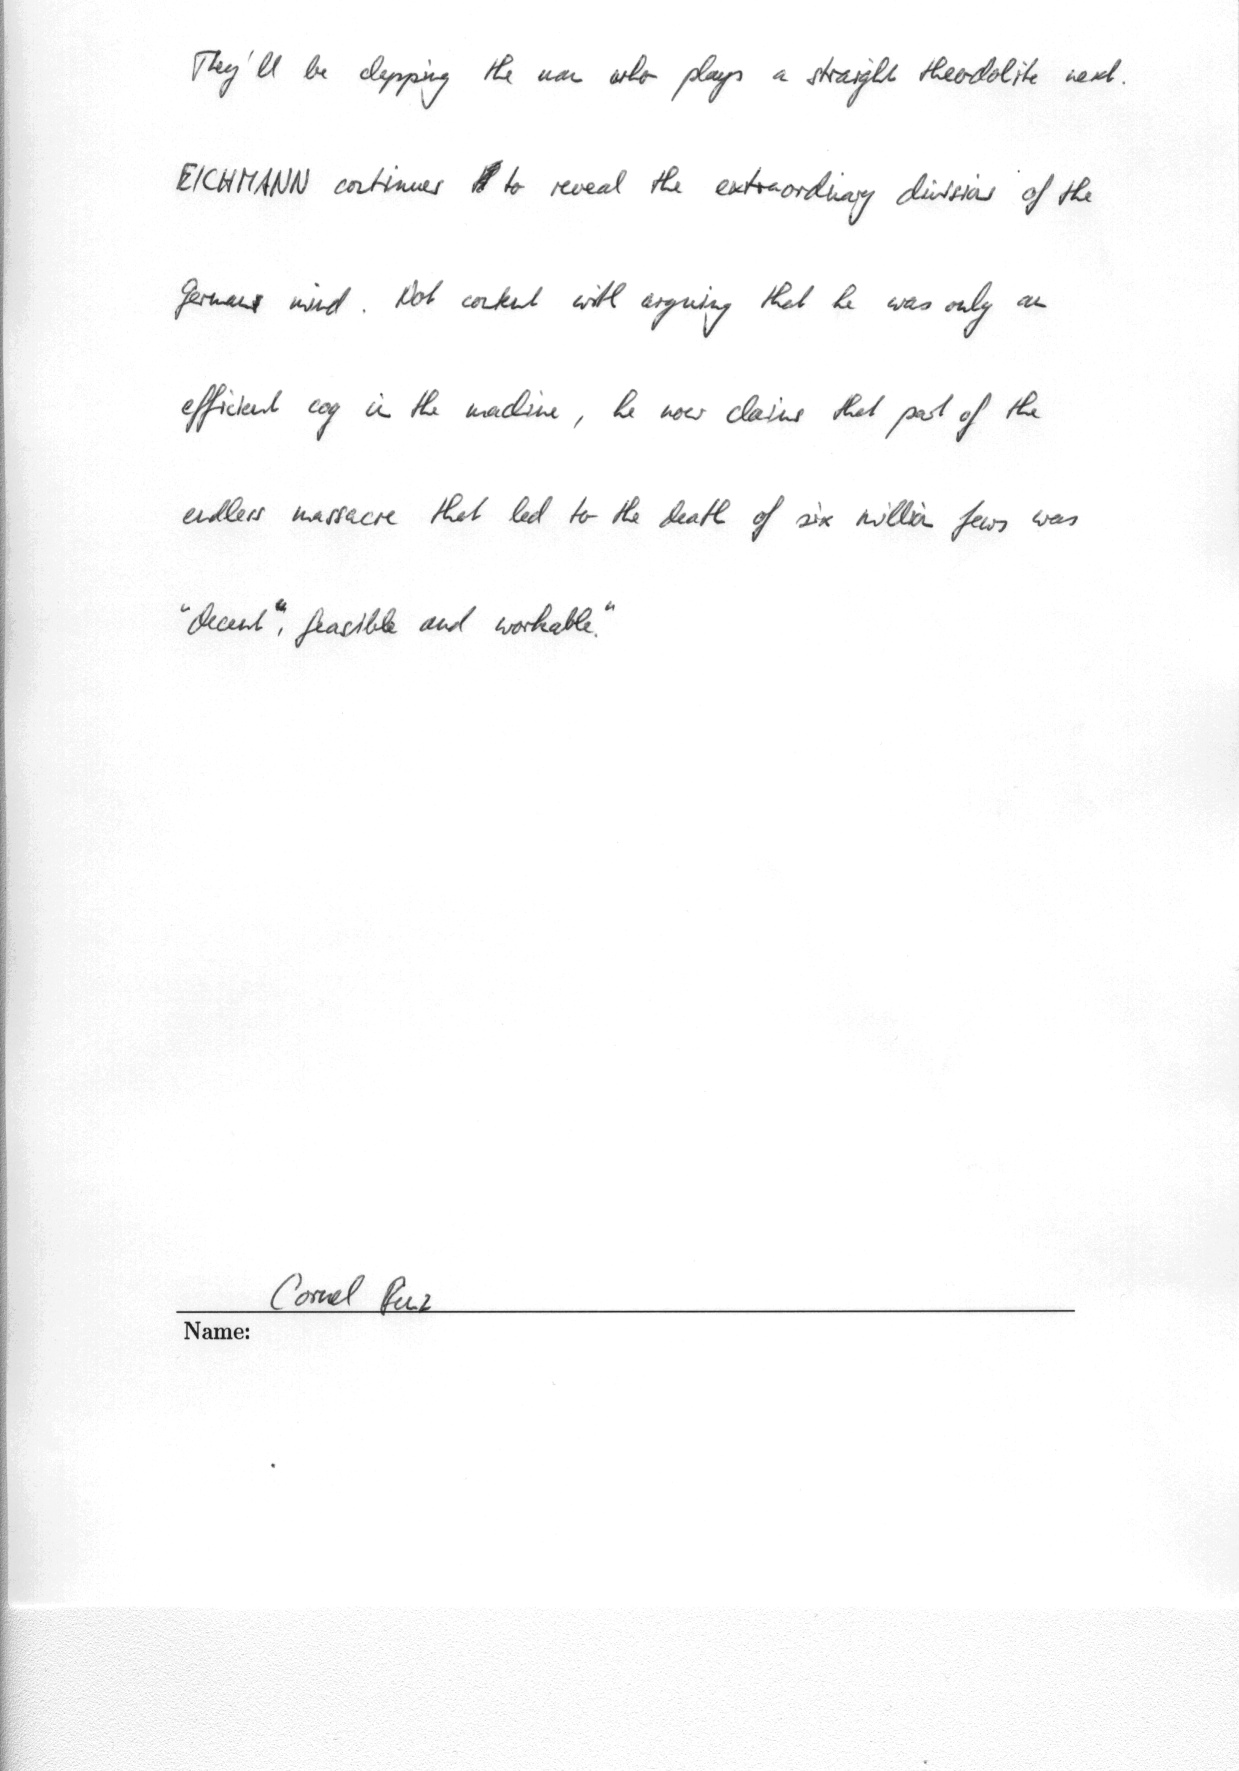 They'll be clapping the man who plays a straight theodolite next.
EICHMANN continues to reveal the extraordinary division of the
German mind. Not content with arguing that he was only an
efficient cog in the machine, he now claims that part of the
endless massacre that led to the death of six million Jews was
"decent", feasible and workable."
Cornel
Name: